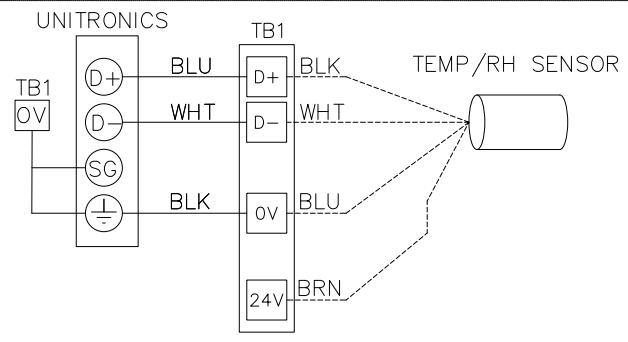 UNITRONICS
TB1
BLU
BLK
TEMP/RH SENSOR
D+
D+
TB1
0V
WHT
WHT
D-
D-
SG
BLK
0V
BLU
24V
BRN